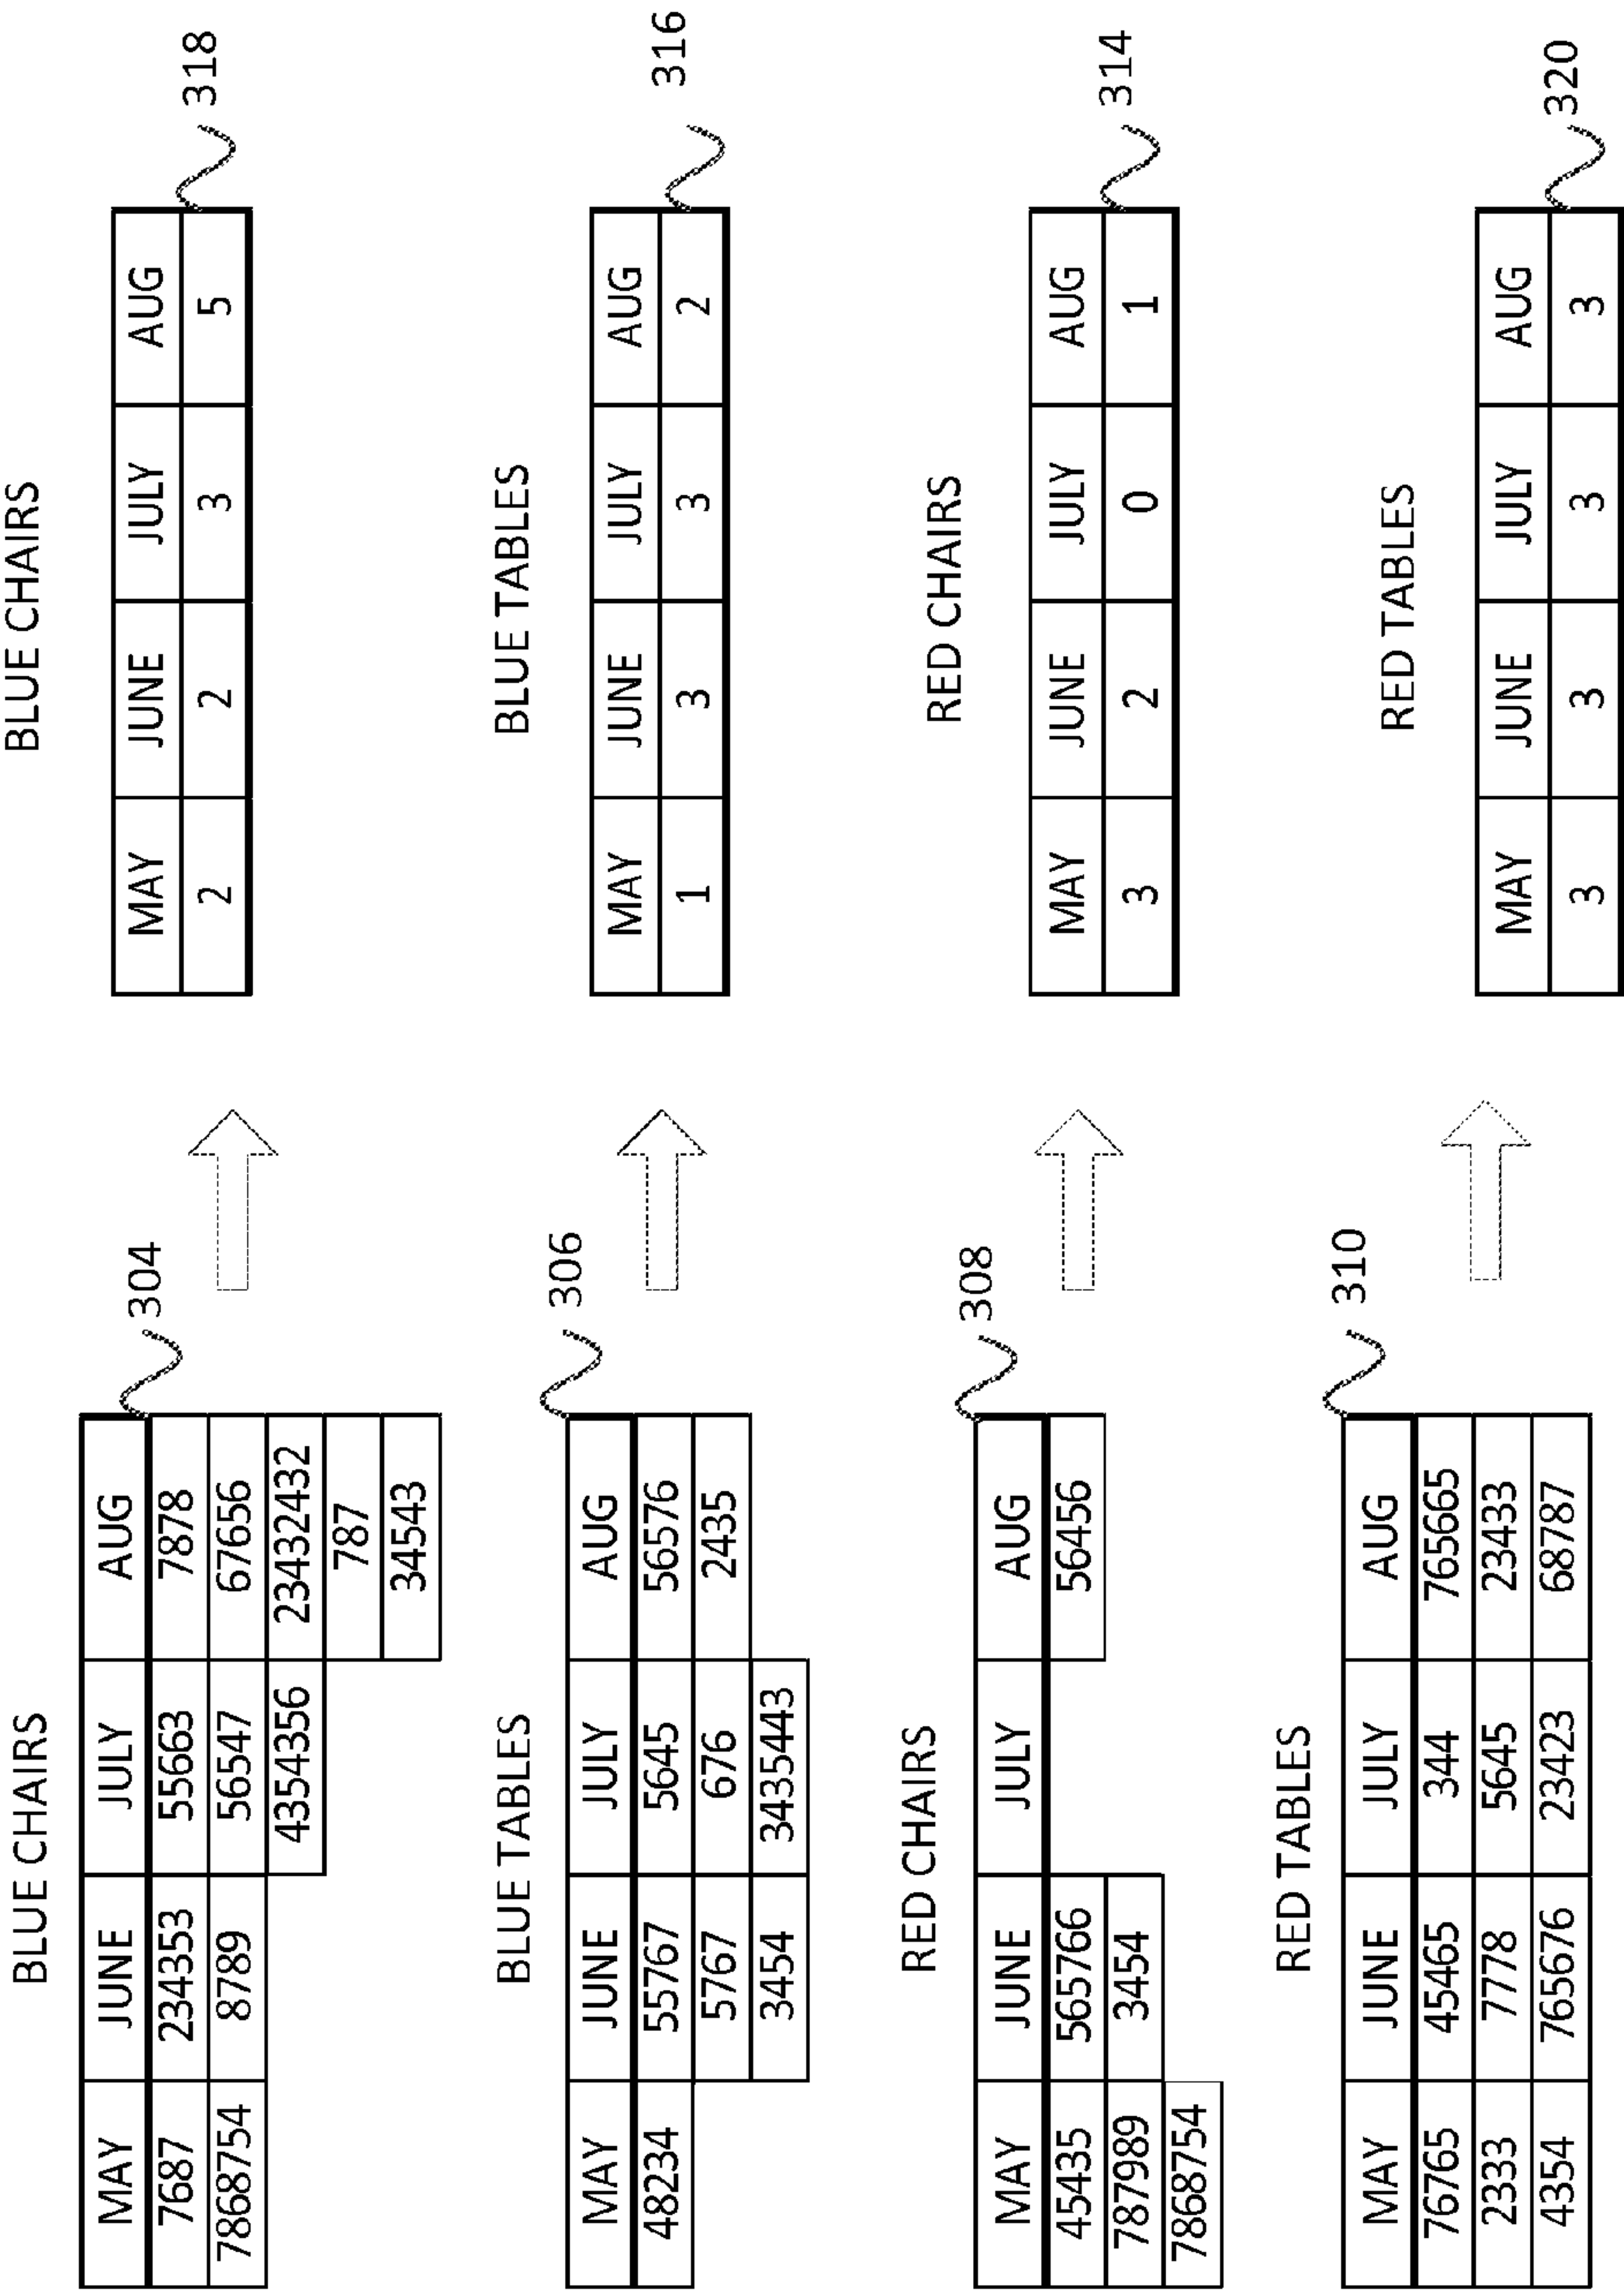 BLUE CHAIRS
MAY JUNE JULY AUG
7687 234353 55663 7878
7868754 8789 56547 67656
4354356 23432432
787
34543
304
BLUE CHAIRS
MAY JUNE JULY AUG
2 2 3 5
318
BLUE TABLES
MAY JUNE JULY AUG
48234 55767 5645 56576
5767 676 2435
3454 3435443
306
BLUE TABLES
MAY JUNE JULY AUG
1 3 3 2
316
RED CHAIRS
MAY JUNE JULY AUG
45435 565766 56456
787989 3454
7868754
308
RED CHAIRS
MAY JUNE JULY AUG
3 2 0 1
314
RED TABLES
MAY JUNE JULY AUG
76765 45465 344 765665
2333 7778 5645 23433
4354 765676 23423 68787
310
RED TABLES
MAY JUNE JULY AUG
3 3 3 3
320